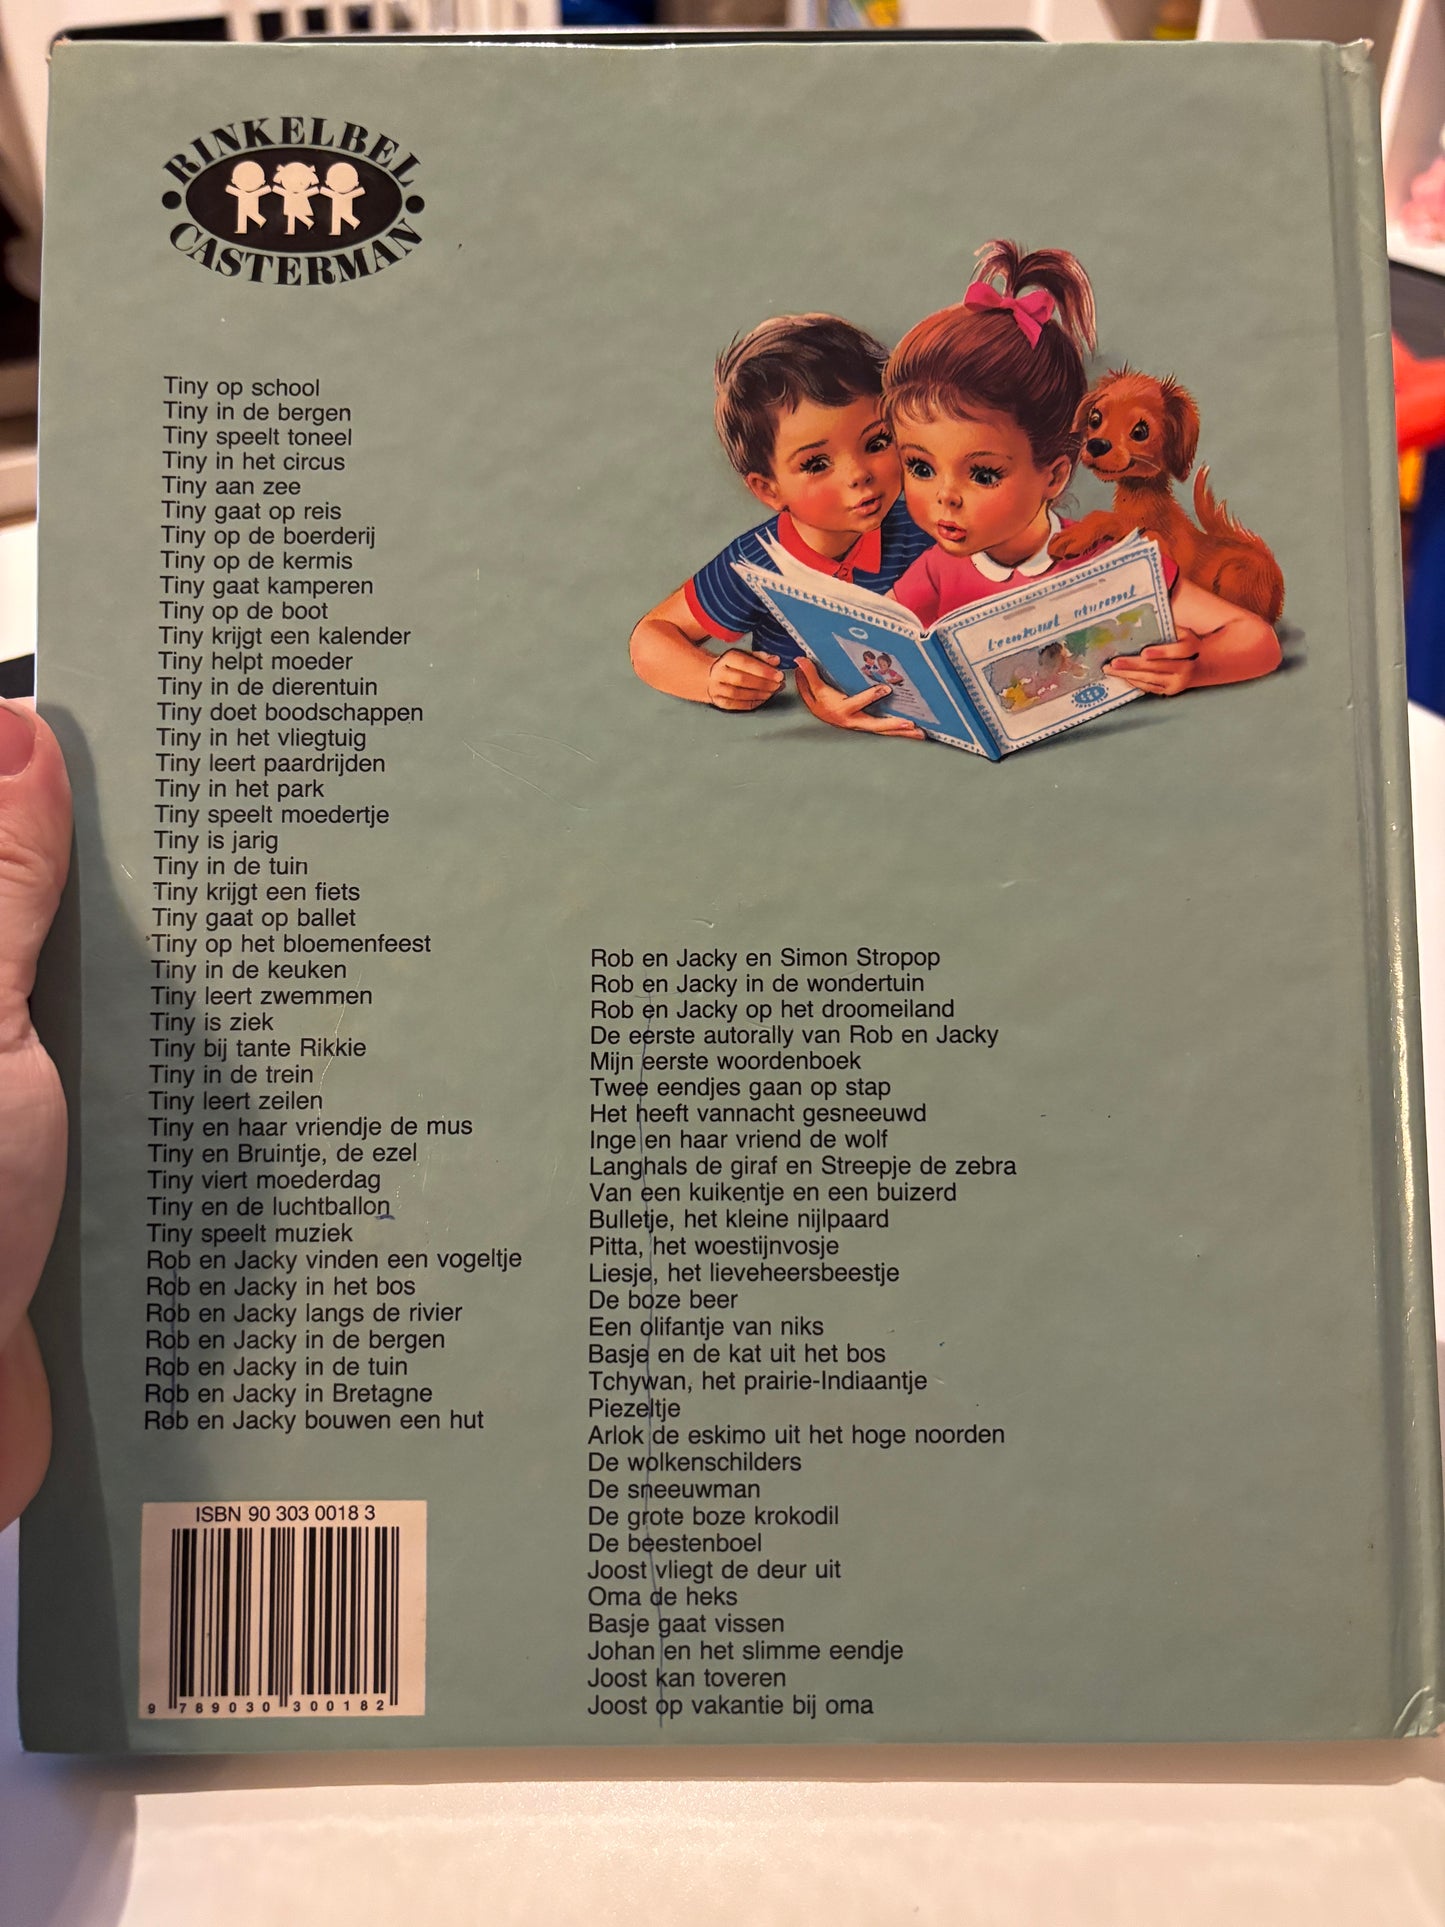 RINKELBEL
CASTERMAN
Tiny op school
Tiny in de bergen
Tiny speelt toneel
Tiny in het circus
Tiny aan zee
Tiny gaat op reis
Tiny op de boerderij
Tiny op de kermis
Tiny gaat kamperen
Tiny op de boot
Tiny krijgt een kalender
Tiny helpt moeder
Tiny in de dierentuin
Tiny doet boodschappen
Tiny in het vliegtuig
Tiny leert paardrijden
Tiny in het park
Tiny speelt moedertje
Tiny is jarig
Tiny in de tuin
Tiny krijgt een fiets
Tiny gaat op ballet
Tiny op het bloemenfeest
Tiny in de keuken
Tiny leert zwemmen
Tiny is ziek
Tiny bij tante Rikkie
Tiny in de trein
Tiny leert zeilen
Tiny en haar vriendje de mus
Tiny en Bruintje, de ezel
Tiny viert moederdag
Tiny en de luchtballon
Tiny speelt muziek
Rob en Jacky vinden een vogeltje
Rob en Jacky in het bos
Rob en Jacky langs de rivier
Rob en Jacky in de bergen
Rob en Jacky in de tuin
Rob en Jacky in Bretagne
Rob en Jacky bouwen een hut
Rob en Jacky en Simon Stropop
Rob en Jacky in de wondertuin
Rob en Jacky op het droomeiland
De eerste autorally van Rob en Jacky
Mijn eerste woordenboek
Twee eendjes gaan op stap
Het heeft vannacht gesneeuwd
Inge en haar vriend de wolf
Langhals de giraf en Streepje de zebra
Van een kuikentje en een buizerd
Bulletje, het kleine nijlpaard
Pitta, het woestijnvosje
Liesje, het lieveheersbeestje
De boze beer
Een olifantje van niks
Basje en de kat uit het bos
Tchywan, het prairie-Indiaantje
Piezeltje
Arlok de eskimo uit het hoge noorden
De wolkenschilders
De sneeuwman
De grote boze krokodil
De beestenboel
Joost vliegt de deur uit
Oma de heks
Basje gaat vissen
Johan en het slimme eendje
Joost kan toveren
Joost op vakantie bij oma
ISBN 90 303 0018 3
9 789030 300182